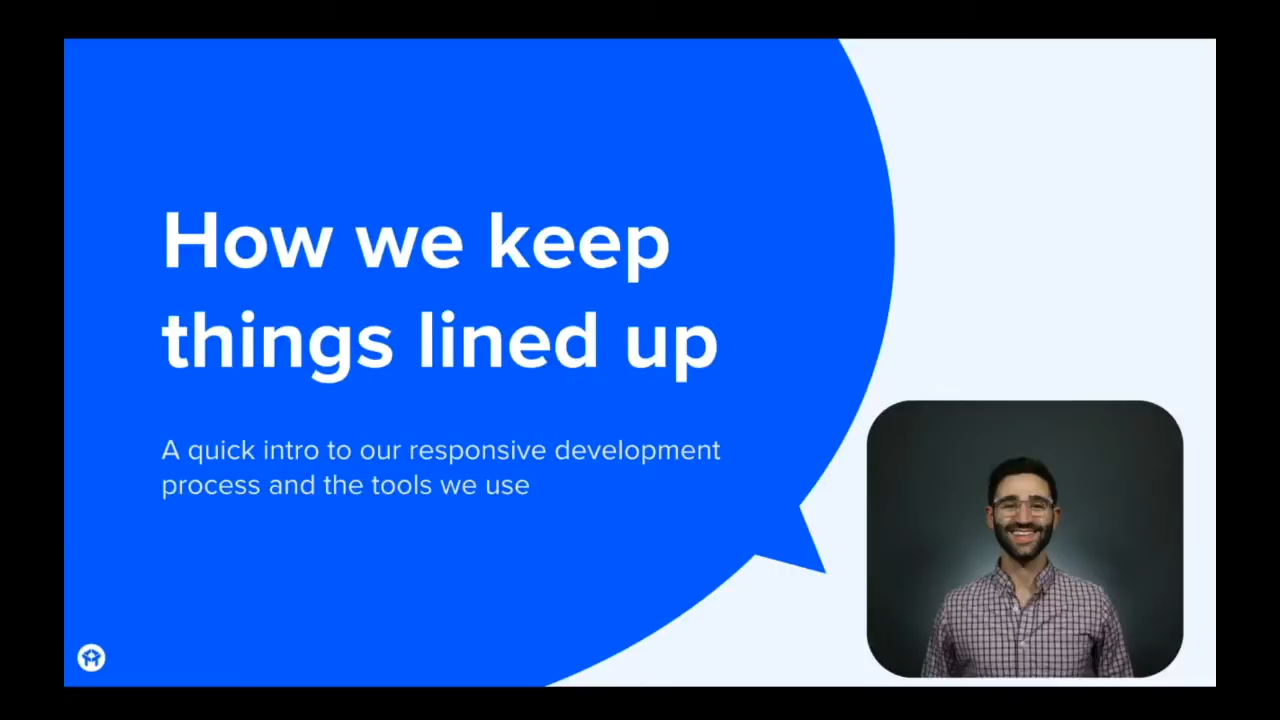 How we keep
things lined up
A quick intro to our responsive development
process and the tools we use